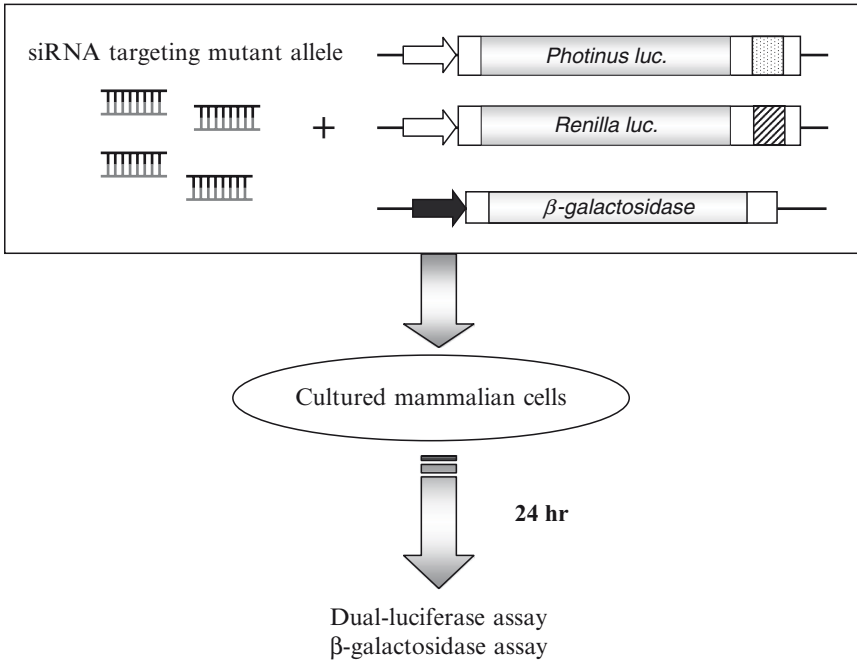 siRNA targeting mutant allele
+
Photinus luc.
Renilla luc.
β-galactosidase
Cultured mammalian cells
24 hr
Dual-luciferase assay
β-galactosidase assay